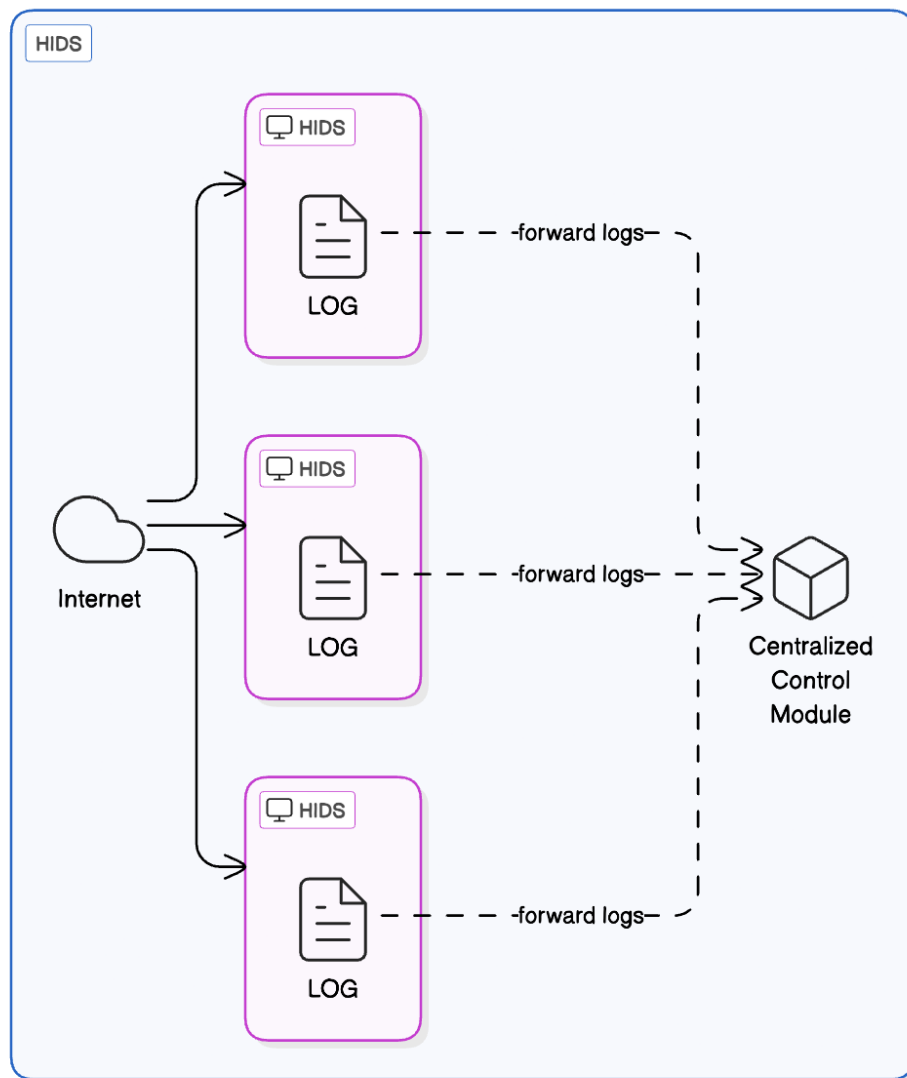 HIDS
HIDS
LOG
forward logs
HIDS
LOG
forward logs
Internet
Centralized
Control
Module
HIDS
LOG
forward logs